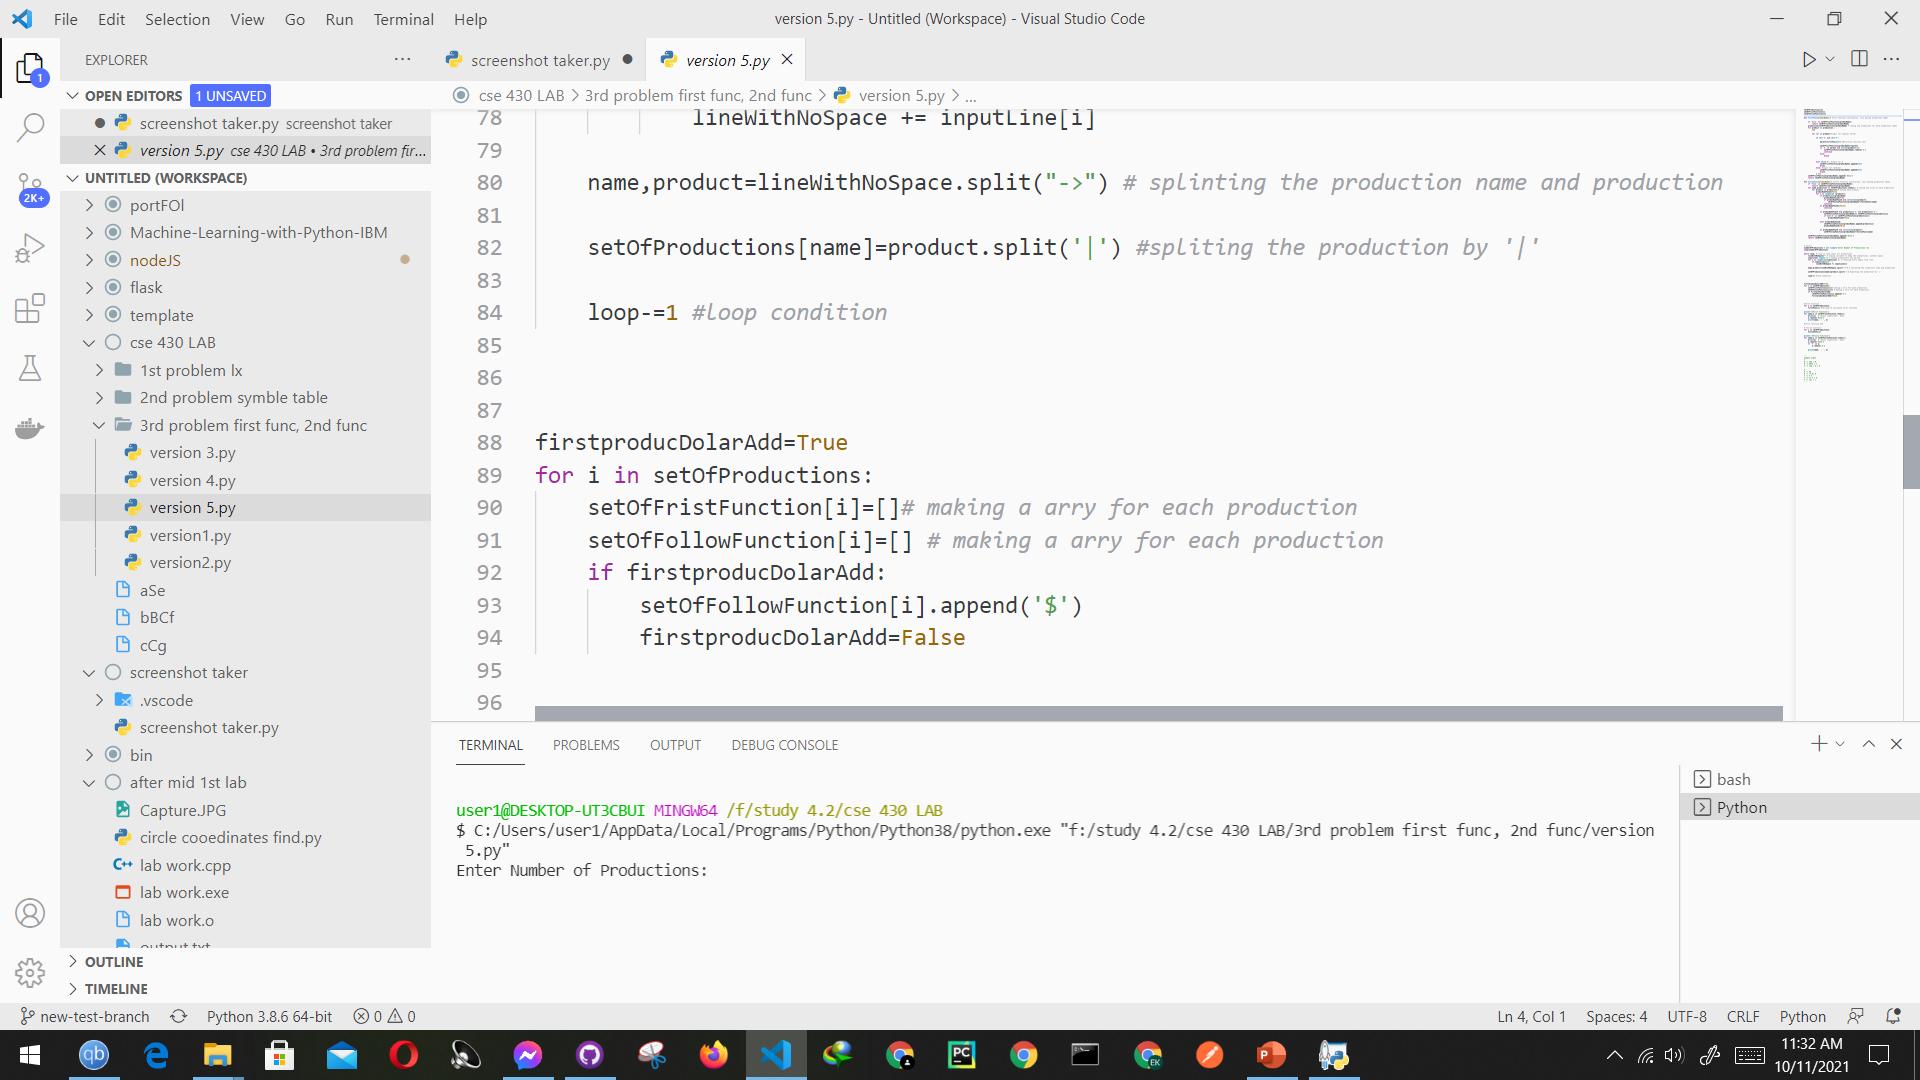 File Edit Selection View Go Run Terminal Help
version 5.py - Untitled (Workspace) - Visual Studio Code
EXPLORER
screenshot taker.py
version 5.py
OPEN EDITORS 1 UNSAVED
cse 430 LAB > 3rd problem first func, 2nd func > version 5.py > ...
screenshot taker.py screenshot taker
version 5.py cse 430 LAB • 3rd problem fir...
UNTITLED (WORKSPACE)
portFOl
Machine-Learning-with-Python-IBM
nodeJS
flask
template
cse 430 LAB
1st problem lx
2nd problem symble table
3rd problem first func, 2nd func
version 3.py
version 4.py
version 5.py
version1.py
version2.py
aSe
bBCf
cCg
screenshot taker
.vscode
screenshot taker.py
bin
after mid 1st lab
Capture.JPG
circle cooedinates find.py
lab work.cpp
lab work.exe
lab work.o
output.txt
OUTLINE
TIMELINE
1
2K+
78 lineWithNoSpace += inputLine[i]
79
80 name,product=lineWithNoSpace.split("->") # splinting the production name and production
81
82 setOfProductions[name]=product.split('|') #spliting the production by '|'
83
84 loop-=1 #loop condition
85
86
87
88 firstproducDolarAdd=True
89 for i in setOfProductions:
90 setOfFristFunction[i]=[]# making a arry for each production
91 setOfFollowFunction[i]=[] # making a arry for each production
92 if firstproducDolarAdd:
93 setOfFollowFunction[i].append('$')
94 firstproducDolarAdd=False
95
96
TERMINAL PROBLEMS OUTPUT DEBUG CONSOLE
user1@DESKTOP-UT3CBUI MINGW64 /f/study 4.2/cse 430 LAB
$ C:/Users/user1/AppData/Local/Programs/Python/Python38/python.exe "f:/study 4.2/cse 430 LAB/3rd problem first func, 2nd func/version
5.py"
Enter Number of Productions:
bash
Python
new-test-branch Python 3.8.6 64-bit 0 0
Ln 4, Col 1 Spaces: 4 UTF-8 CRLF Python
11:32 AM
10/11/2021